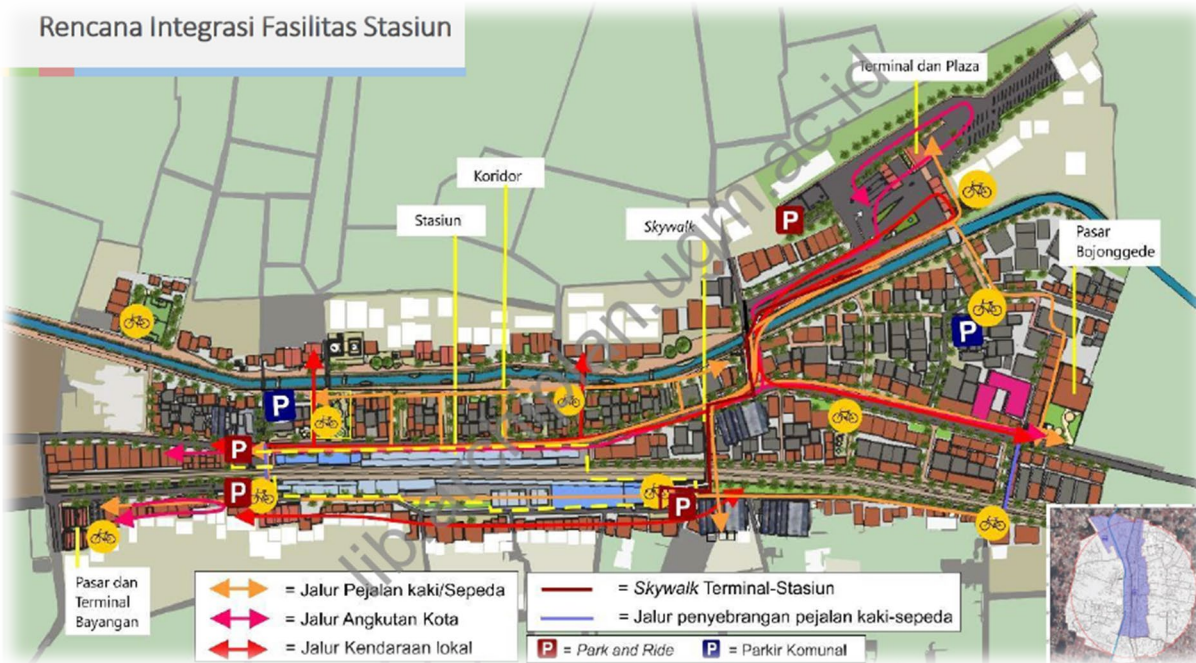 Rencana Integrasi Fasilitas Stasiun
Terminal dan Plaza
Koridor
Stasiun
Skywalk
Pasar
Bojonggede
P
P
P
P
P
P
Pasar dan
Terminal
Bayangan
= Jalur Pejalan kaki/Sepeda
= Jalur Angkutan Kota
= Jalur Kendaraan lokal
= Skywalk Terminal-Stasiun
= Jalur penyebrangan pejalan kaki-sepeda
P = Park and Ride
P = Parkir Komunal